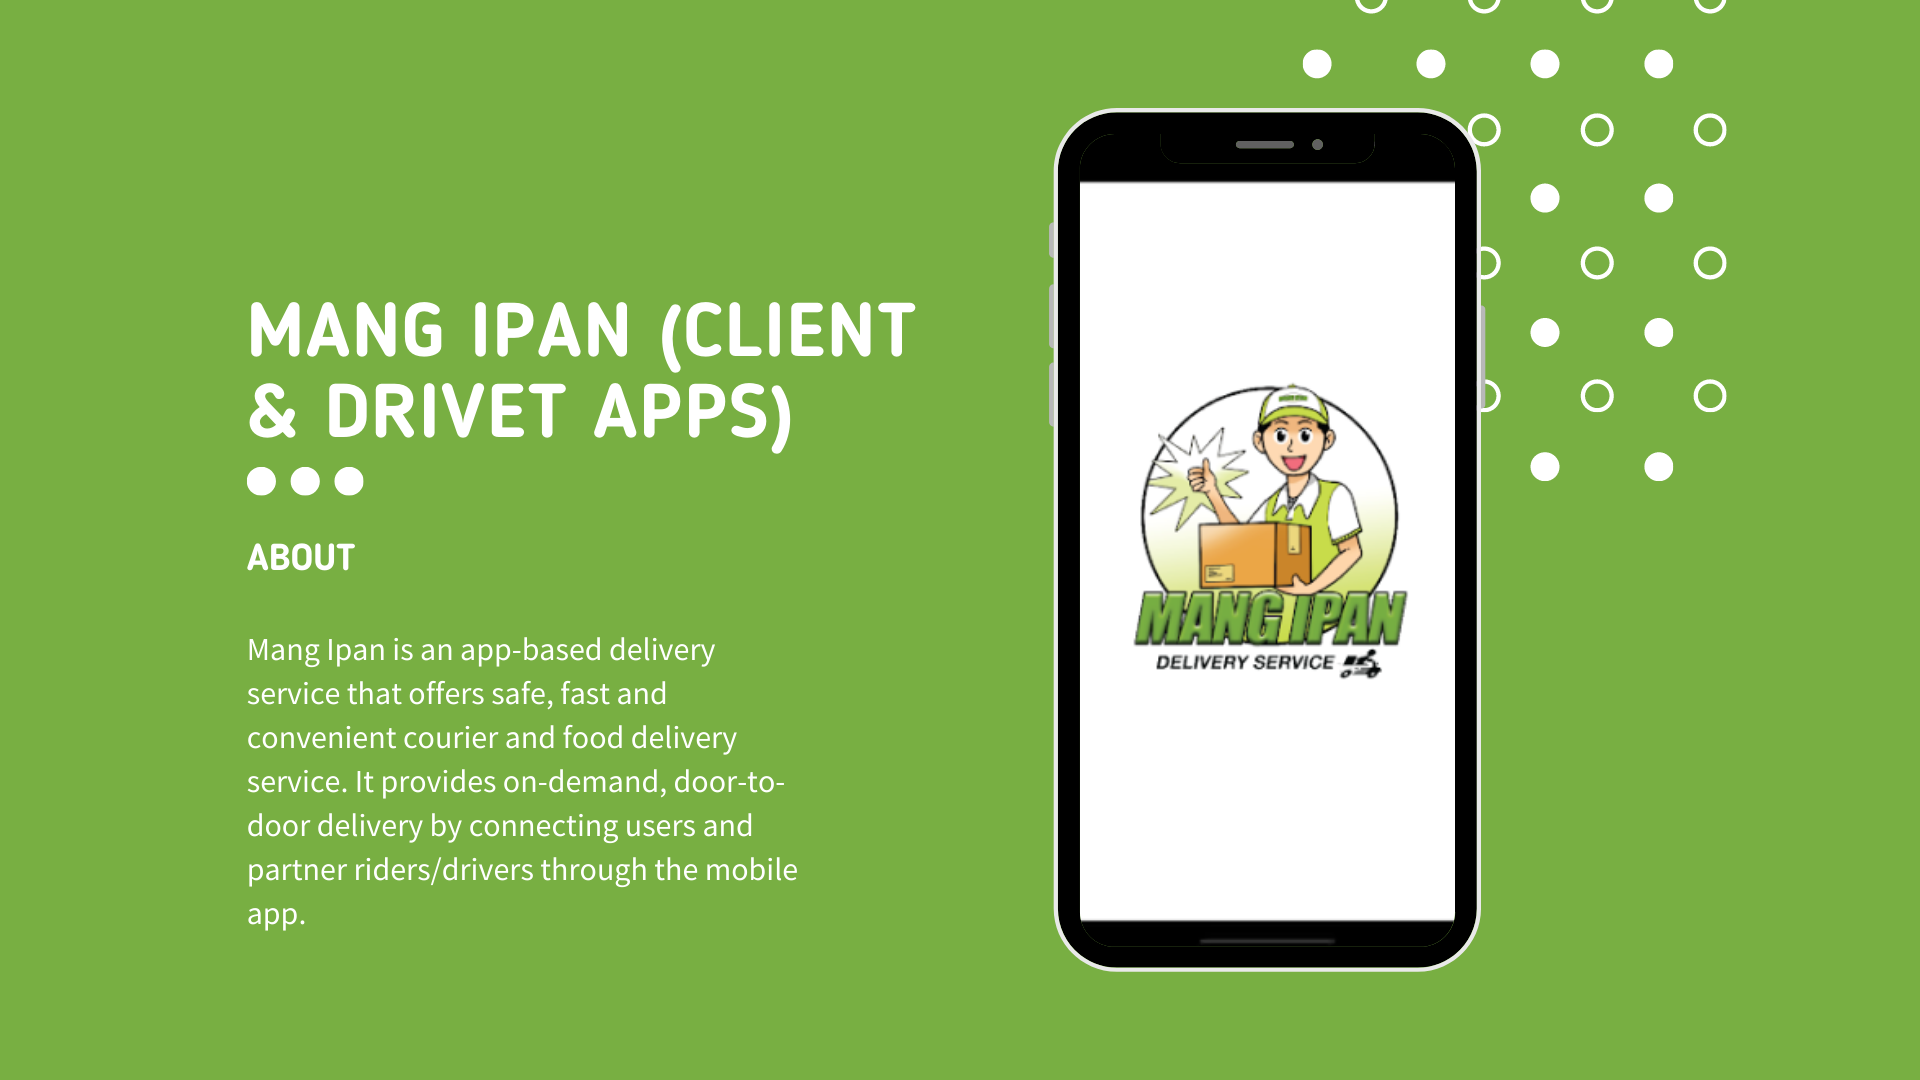 MANG IPAN (CLIENT
& DRIVET APPS)
ABOUT
Mang Ipan is an app-based delivery
service that offers safe, fast and
convenient courier and food delivery
service. It provides on-demand, door-to-
door delivery by connecting users and
partner riders/drivers through the mobile
app.
MANG IPAN
DELIVERY SERVICE